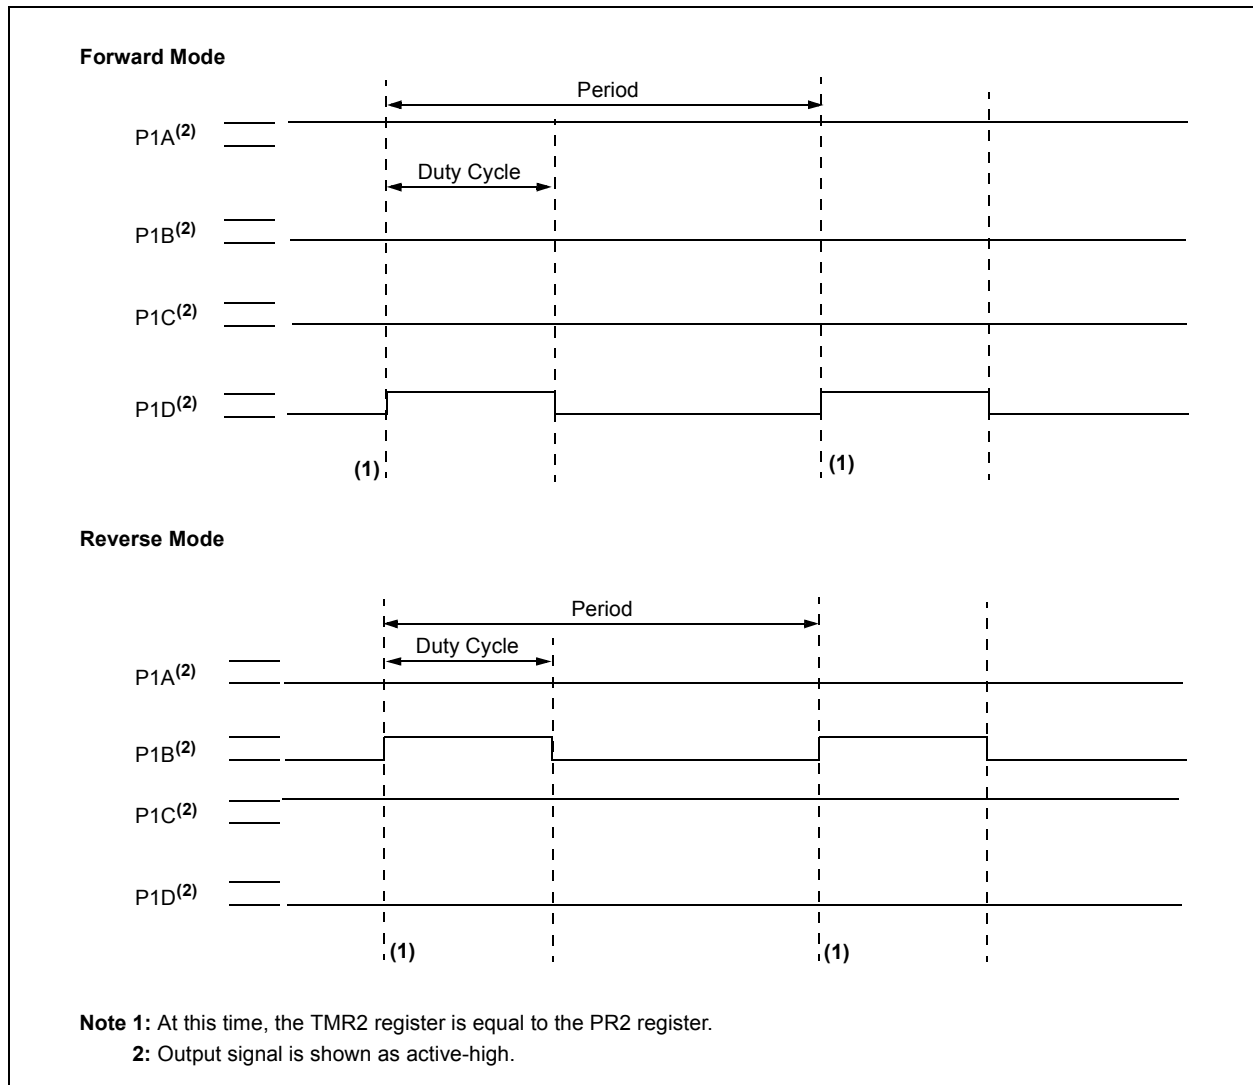 Forward Mode
Period
P1A(2)
Duty Cycle
P1B(2)
P1C(2)
P1D(2)
(1)
(1)
Reverse Mode
Period
Duty Cycle
P1A(2)
P1B(2)
P1C(2)
P1D(2)
(1)
(1)
Note 1: At this time, the TMR2 register is equal to the PR2 register.
2: Output signal is shown as active-high.